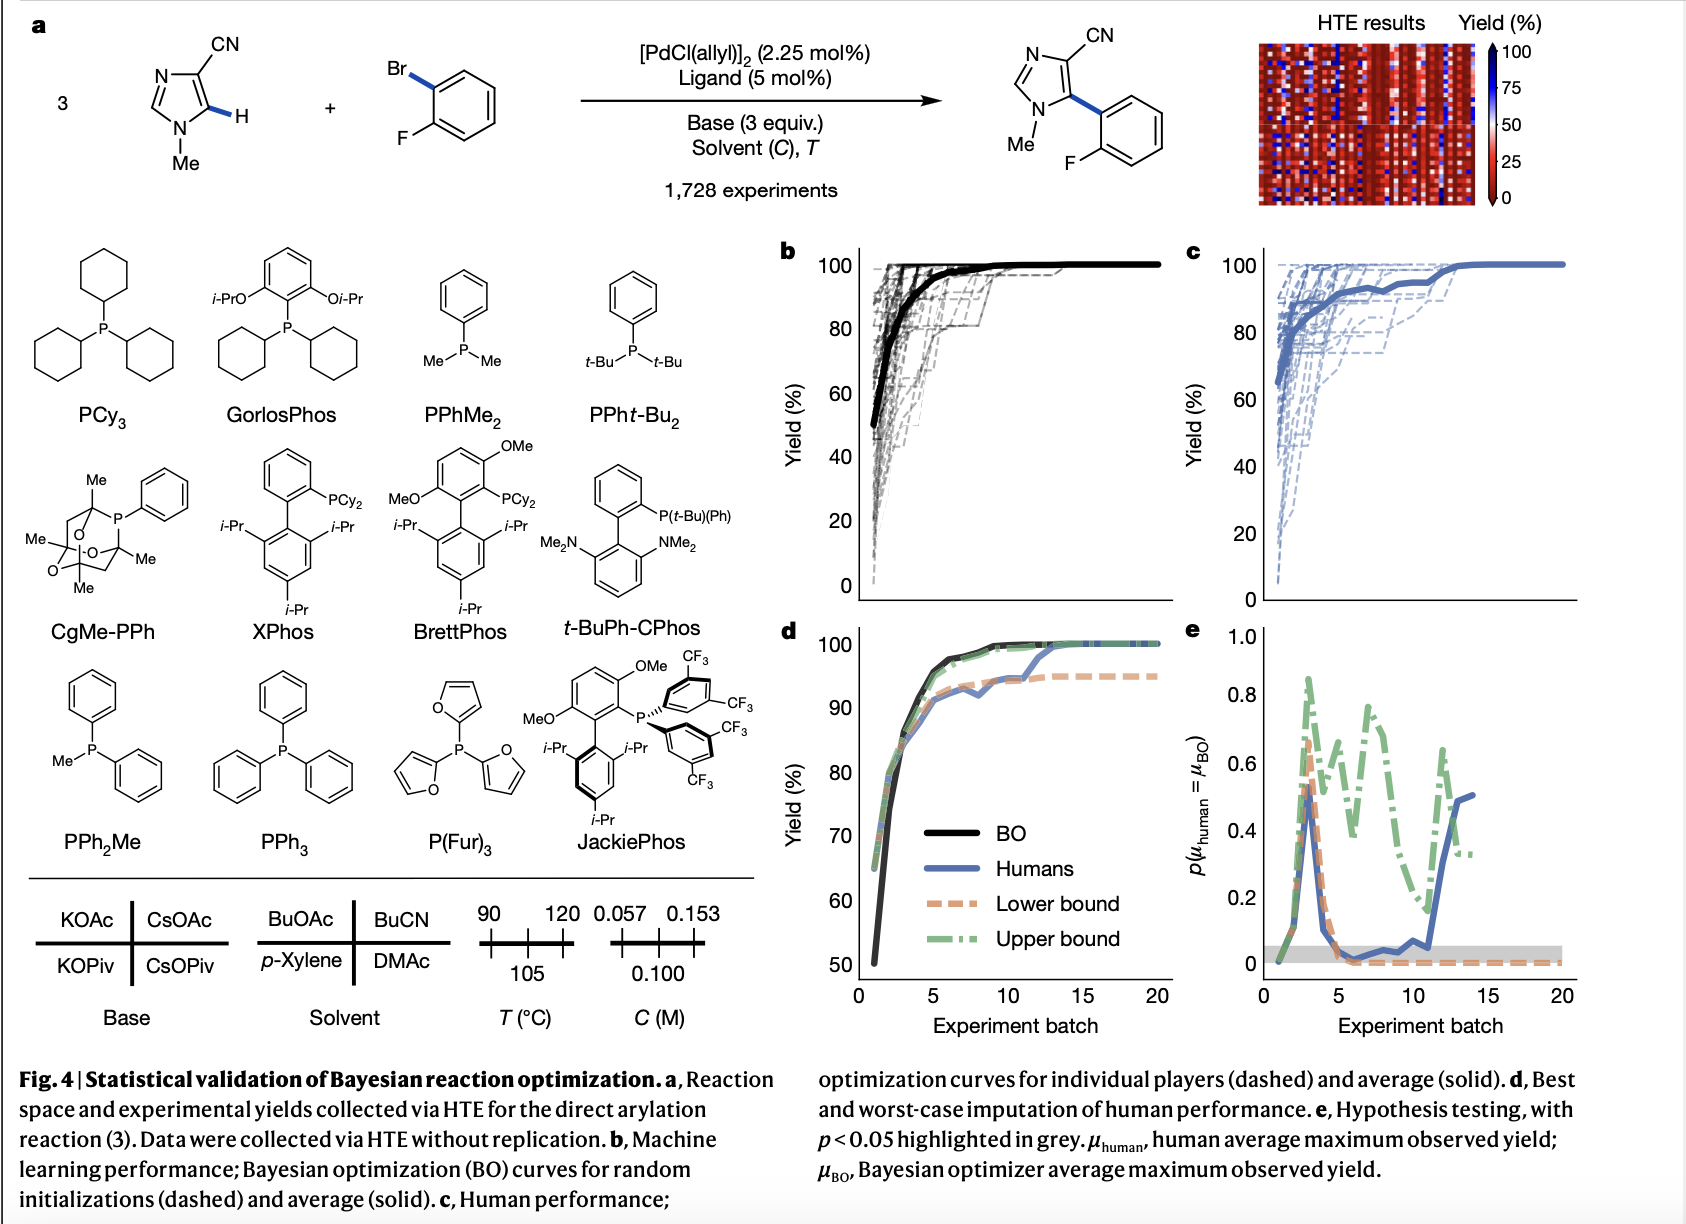 a
3
N
CN
H
N
Me
+
Br
F
[PdCl(allyl)]2 (2.25 mol%)
Ligand (5 mol%)
Base (3 equiv.)
Solvent (C), T
1,728 experiments
CN
N
N
Me
F
HTE results
Yield (%)
100
75
50
25
0
P
PCy3
i-PrO
Oi-Pr
P
GorlosPhos
Me
P
Me
PPhMe2
t-Bu
P
t-Bu
PPht-Bu2
Me
P
O
Me
O
Me
O
Me
CgMe-PPh
PCy2
i-Pr
i-Pr
i-Pr
XPhos
OMe
MeO
PCy2
i-Pr
i-Pr
i-Pr
BrettPhos
P(t-Bu)(Ph)
Me2N
NMe2
t-BuPh-CPhos
P
Me
PPh2Me
P
PPh3
O
P
O
O
P(Fur)3
CF3
OMe
CF3
MeO
P
CF3
i-Pr
i-Pr
CF3
i-Pr
JackiePhos
KOAc
CsOAc
KOPiv
CsOPiv
Base
BuOAc
BuCN
p-Xylene
DMAc
Solvent
90
120
105
T (°C)
0.057
0.153
0.100
C (M)
b
100
80
60
40
20
0
Yield (%)
c
100
80
60
40
20
0
Yield (%)
d
100
90
80
70
60
50
Yield (%)
BO
Humans
Lower bound
Upper bound
0
5
10
15
20
Experiment batch
e
1.0
0.8
0.6
0.4
0.2
0
p(μhuman = μBO)
0
5
10
15
20
Experiment batch
Fig. 4 | Statistical validation of Bayesian reaction optimization. a, Reaction
space and experimental yields collected via HTE for the direct arylation
reaction (3). Data were collected via HTE without replication. b, Machine
learning performance; Bayesian optimization (BO) curves for random
initializations (dashed) and average (solid). c, Human performance;
optimization curves for individual players (dashed) and average (solid). d, Best
and worst-case imputation of human performance. e, Hypothesis testing, with
p < 0.05 highlighted in grey. μhuman, human average maximum observed yield;
μBO, Bayesian optimizer average maximum observed yield.